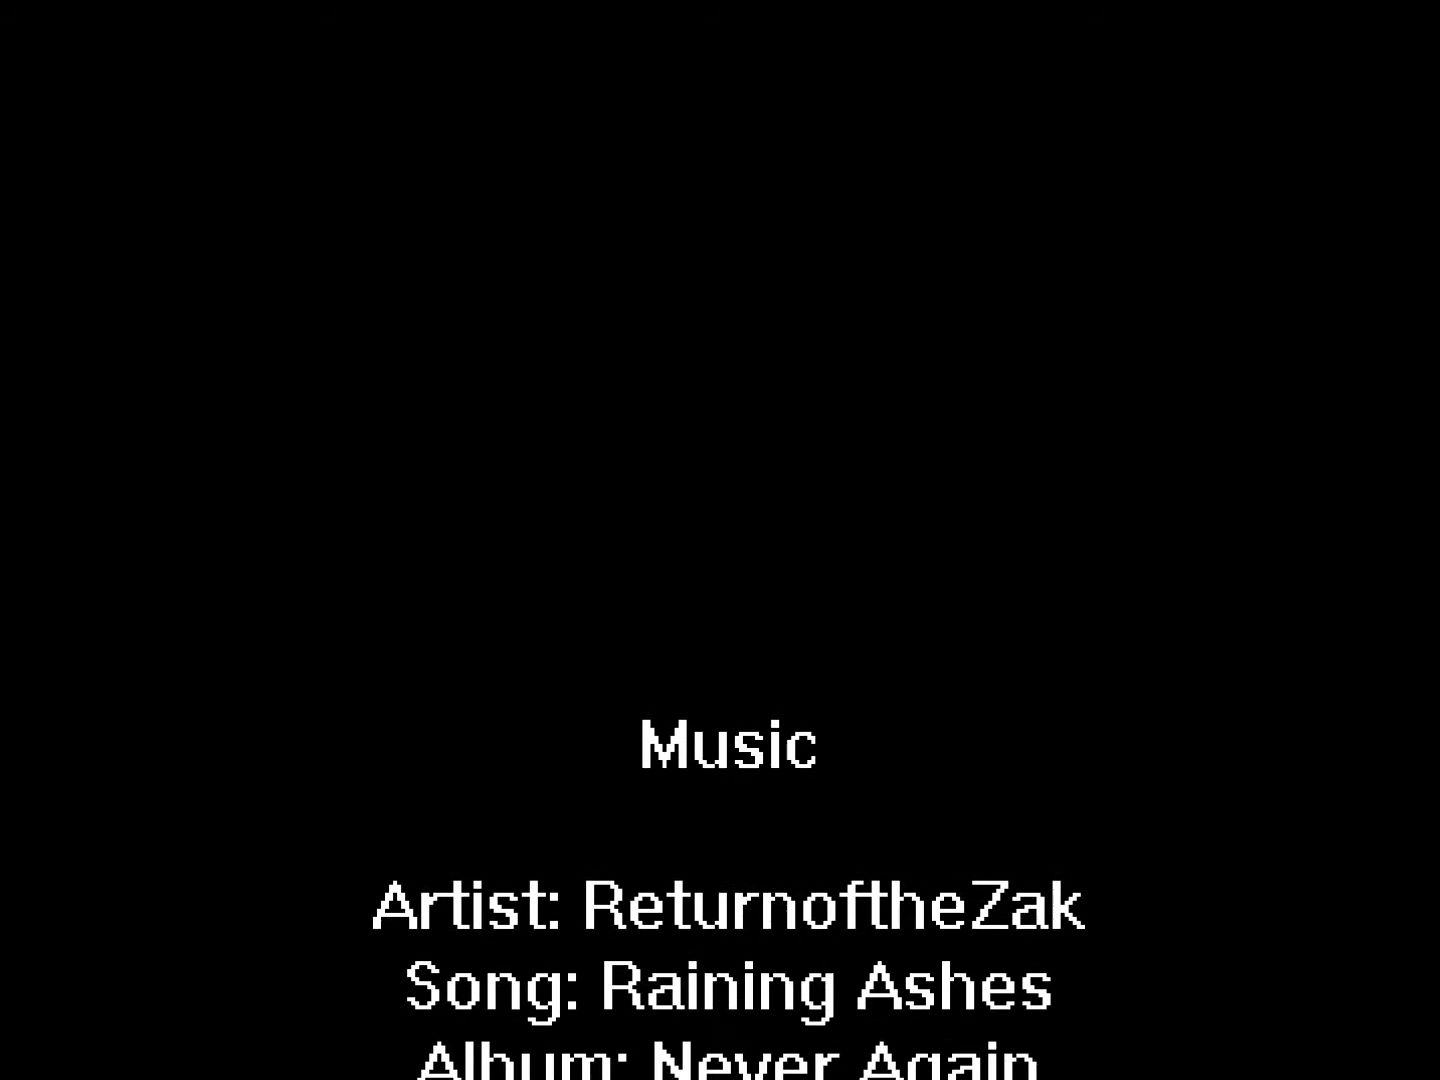 Music
Artist: ReturnoftheZak
Song: Raining Ashes
Album: Never Again